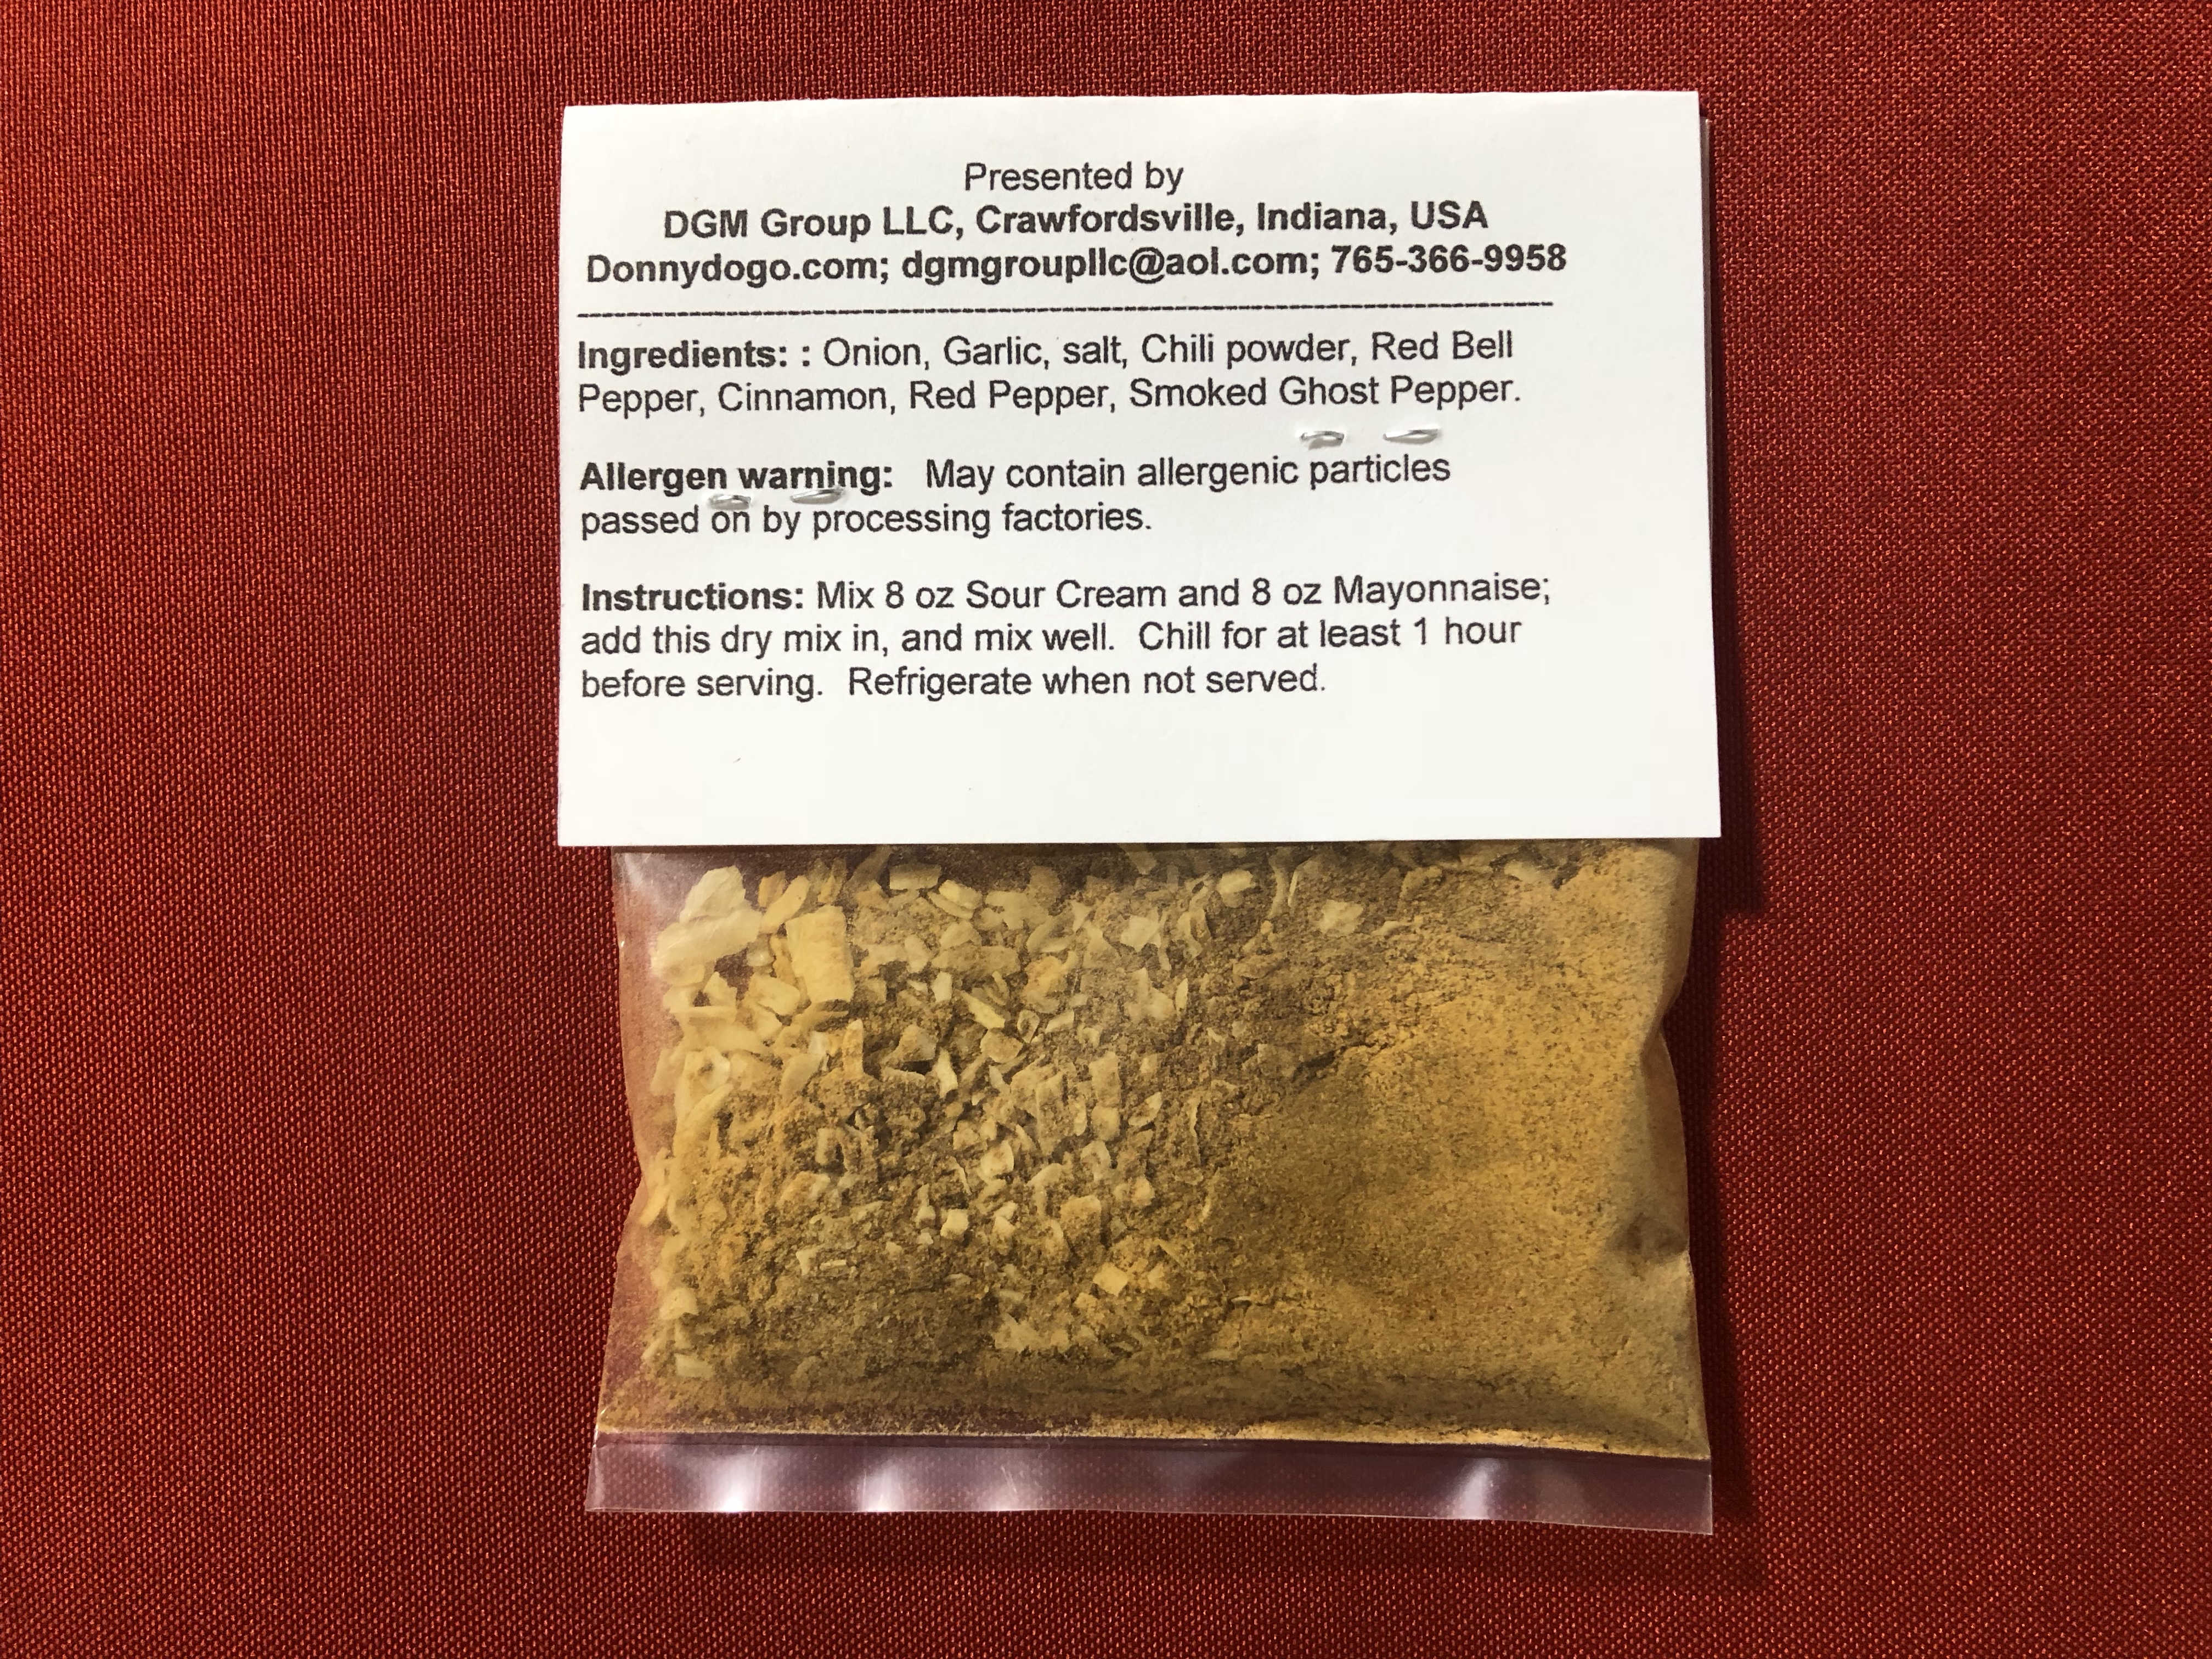 Presented by
DGM Group LLC, Crawfordsville, Indiana, USA
Donnydogo.com; dgmgroupllc@aol.com; 765-366-9958
Ingredients: : Onion, Garlic, salt, Chili powder, Red Bell
Pepper, Cinnamon, Red Pepper, Smoked Ghost Pepper.
Allergen warning: May contain allergenic particles
passed on by processing factories.
Instructions: Mix 8 oz Sour Cream and 8 oz Mayonnaise;
add this dry mix in, and mix well. Chill for at least 1 hour
before serving. Refrigerate when not served.